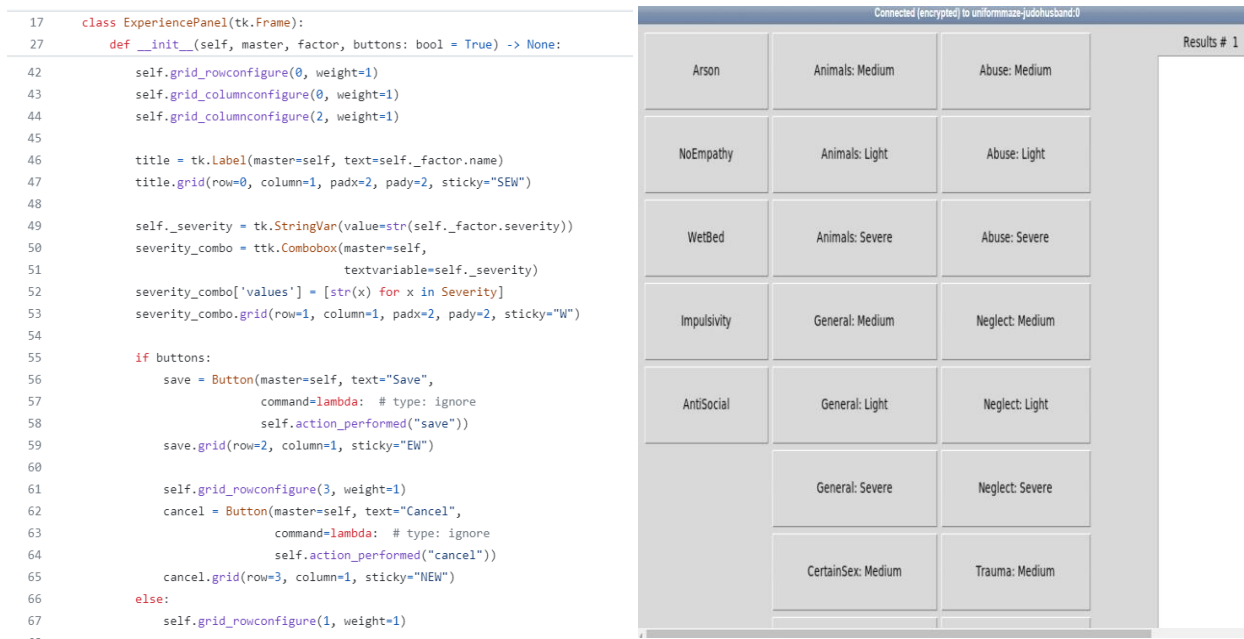 17 class ExperiencePanel(tk.Frame):
27 def __init__(self, master, factor, buttons: bool = True) -> None:
42 self.grid_rowconfigure(0, weight=1)
43 self.grid_columnconfigure(0, weight=1)
44 self.grid_columnconfigure(2, weight=1)
45
46 title = tk.Label(master=self, text=self._factor.name)
47 title.grid(row=0, column=1, padx=2, pady=2, sticky="SEW")
48
49 self._severity = tk.StringVar(value=str(self._factor.severity))
50 severity_combo = ttk.Combobox(master=self,
51 textvariable=self._severity)
52 severity_combo['values'] = [str(x) for x in Severity]
53 severity_combo.grid(row=1, column=1, padx=2, pady=2, sticky="W")
54
55 if buttons:
56 save = Button(master=self, text="Save",
57 command=lambda: # type: ignore
58 self.action_performed("save"))
59 save.grid(row=2, column=1, sticky="EW")
60
61 self.grid_rowconfigure(3, weight=1)
62 cancel = Button(master=self, text="Cancel",
63 command=lambda: # type: ignore
64 self.action_performed("cancel"))
65 cancel.grid(row=3, column=1, sticky="NEW")
66 else:
67 self.grid_rowconfigure(1, weight=1)
Connected (encrypted) to uniformmaze-judohusband:0
Results # 1
Arson Animals: Medium Abuse: Medium
NoEmpathy Animals: Light Abuse: Light
WetBed Animals: Severe Abuse: Severe
Impulsivity General: Medium Neglect: Medium
AntiSocial General: Light Neglect: Light
General: Severe Neglect: Severe
CertainSex: Medium Trauma: Medium